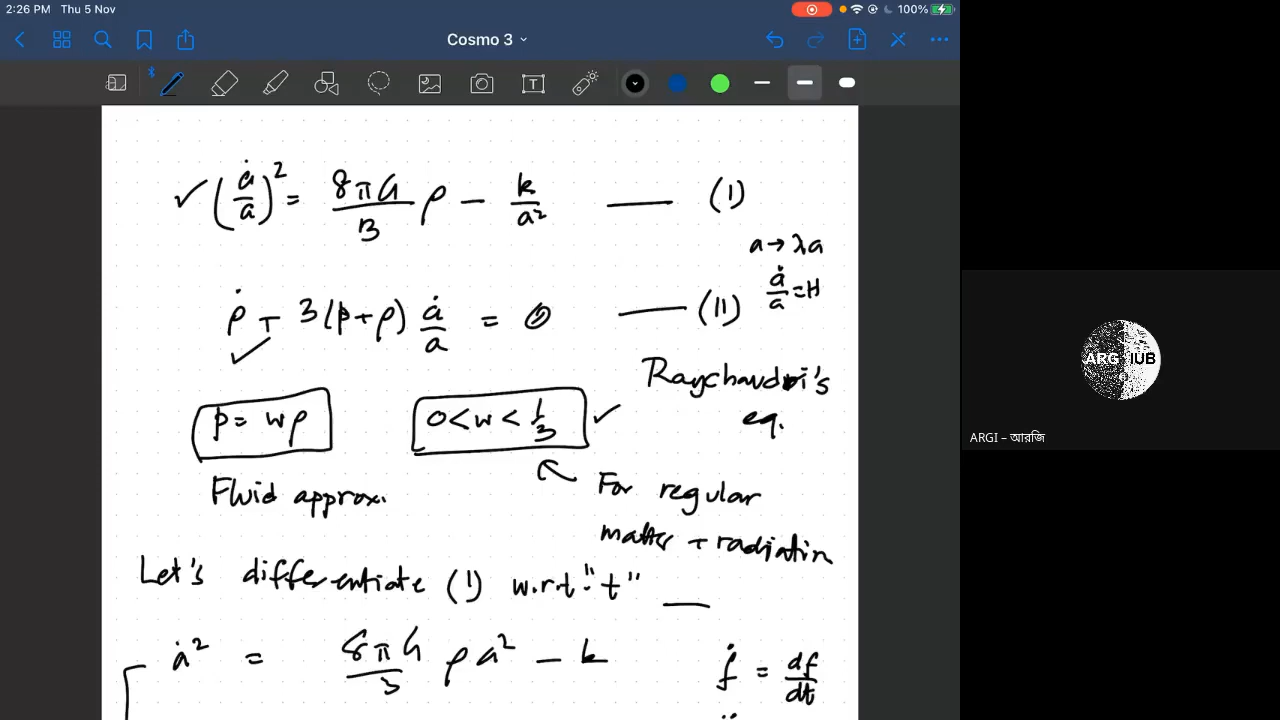 2:26 PM Thu 5 Nov
100%
Cosmo 3
T
(ȧ/a)² = 8πG/3 ρ − k/a² —— (I)
a → λa
ȧ/a = H
ρ̇ + 3(p+ρ) ȧ/a = 0 —— (II)
Raychaudri's
eq.
p = wρ
0 < w < 1/3
Fluid approx.
For regular
matter + radiation
Let's differentiate (I) w.r.t. "t" —
ȧ² = 8πG/3 ρa² − k
ḟ = df/dt
ARG IUB
ARGI – আরজি